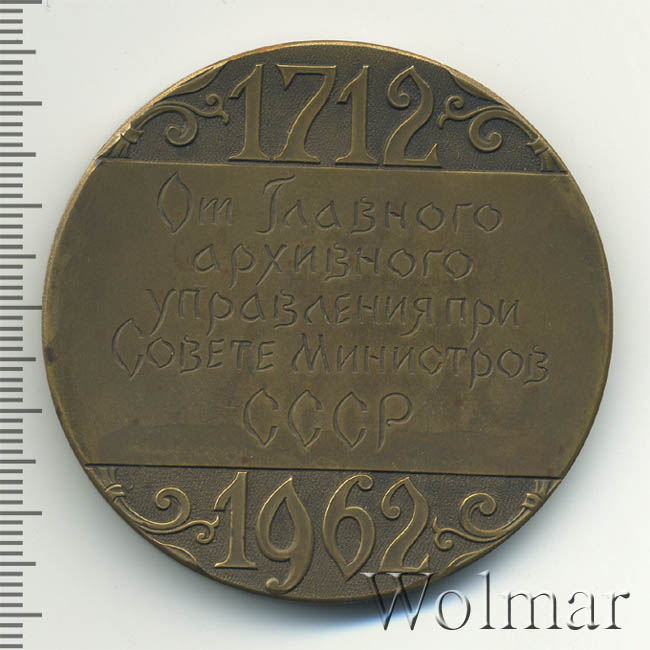 1712
От Главного
архивного
управления при
Совете Министров
СССР
1962
Wolmar